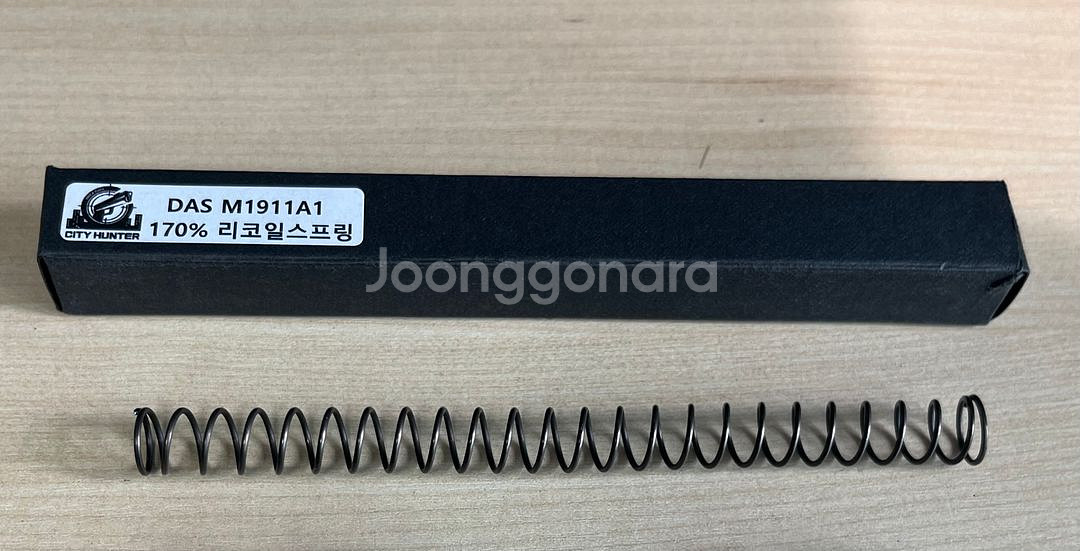 DAS M1911A1
170% 리코일스프링
CITY HUNTER
Joonggonara